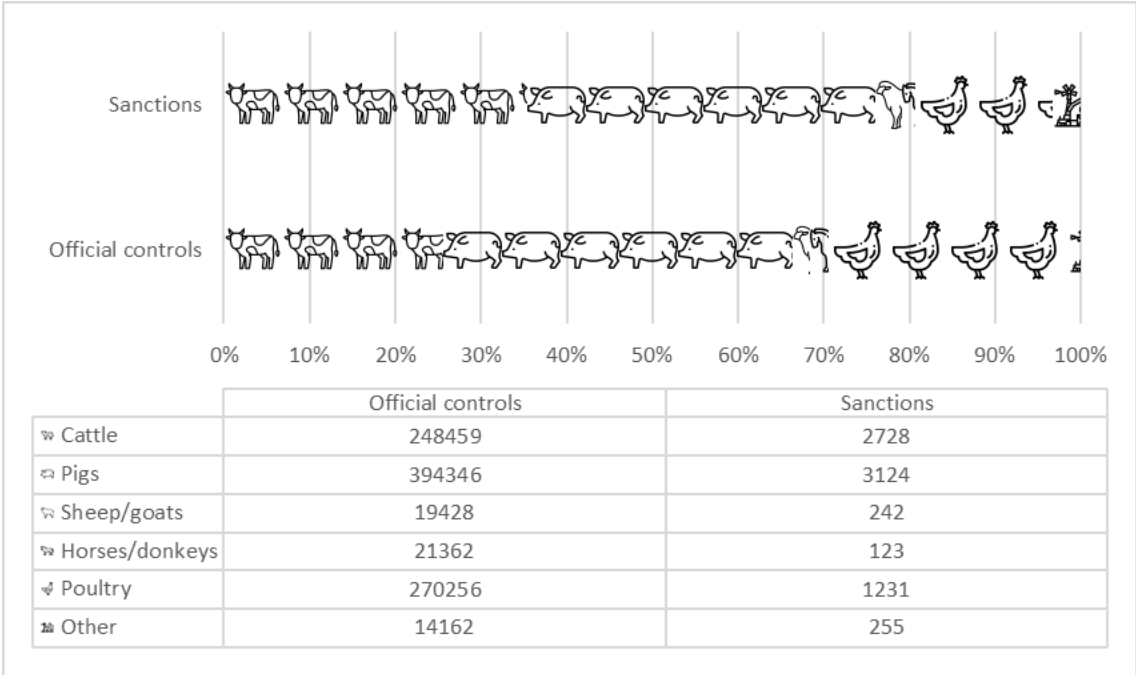 Sanctions
Official controls
0% 10% 20% 30% 40% 50% 60% 70% 80% 90% 100%
Official controls Sanctions
Cattle 248459 2728
Pigs 394346 3124
Sheep/goats 19428 242
Horses/donkeys 21362 123
Poultry 270256 1231
Other 14162 255